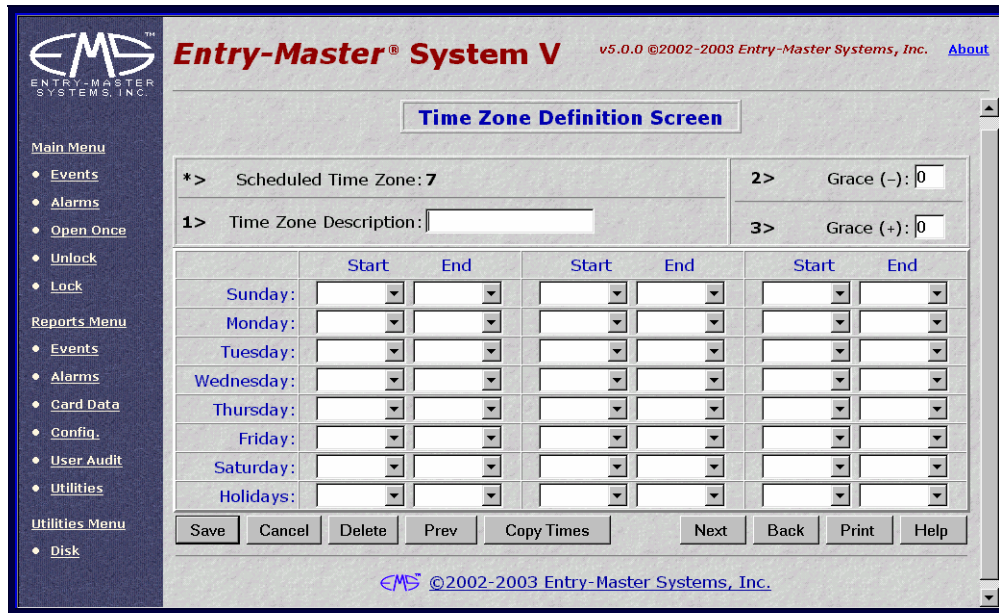 EMS TM
ENTRY-MASTER
SYSTEMS, INC.
Entry-Master® System V v5.0.0 ©2002-2003 Entry-Master Systems, Inc. About
Main Menu
• Events
• Alarms
• Open Once
• Unlock
• Lock
Reports Menu
• Events
• Alarms
• Card Data
• Config.
• User Audit
• Utilities
Utilities Menu
• Disk
Time Zone Definition Screen
*> Scheduled Time Zone: 7
1> Time Zone Description:
2> Grace (–): 0
3> Grace (+): 0
Start End Start End Start End
Sunday:
Monday:
Tuesday:
Wednesday:
Thursday:
Friday:
Saturday:
Holidays:
Save Cancel Delete Prev Copy Times Next Back Print Help
EMS ©2002-2003 Entry-Master Systems, Inc.